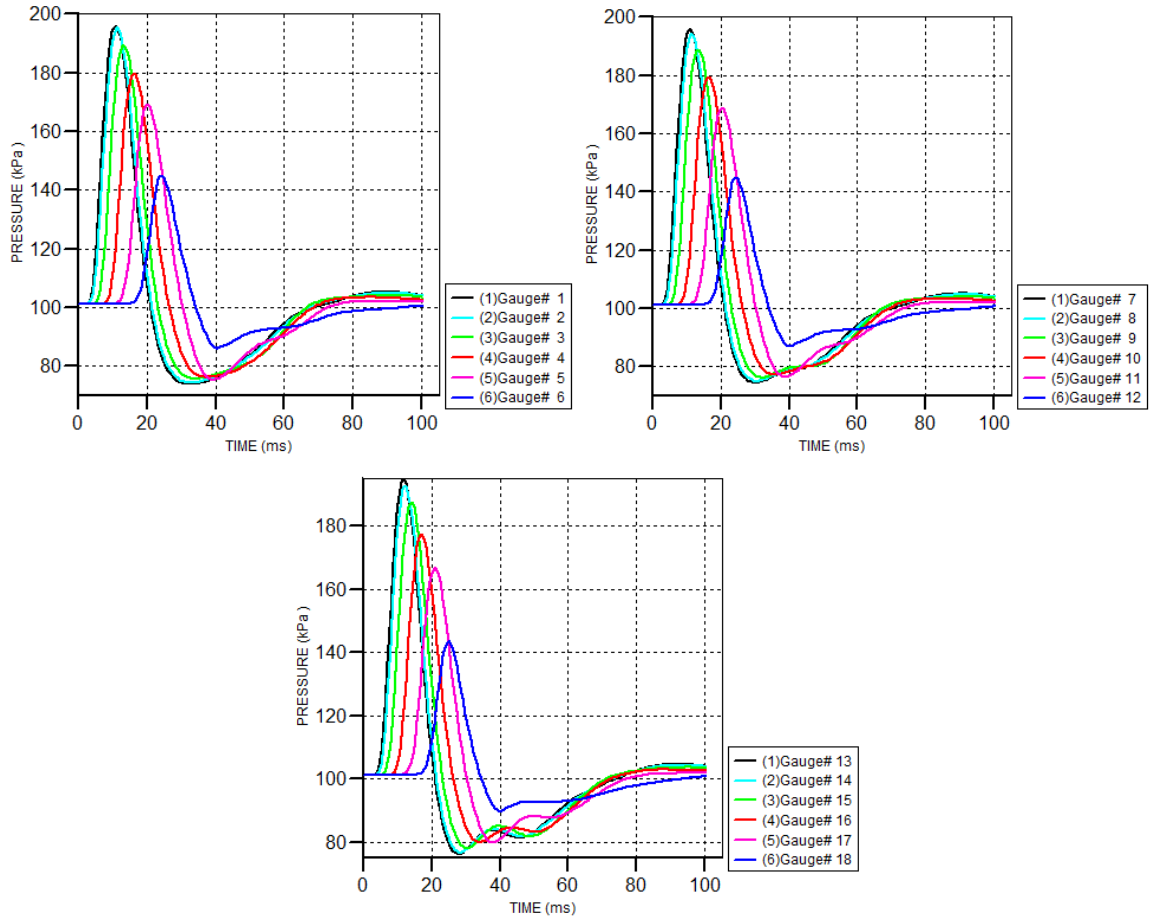 200
180
160
140
120
100
80
PRESSURE (kPa)
0 20 40 60 80 100
TIME (ms)
(1)Gauge# 1
(2)Gauge# 2
(3)Gauge# 3
(4)Gauge# 4
(5)Gauge# 5
(6)Gauge# 6
200
180
160
140
120
100
80
PRESSURE (kPa)
0 20 40 60 80 100
TIME (ms)
(1)Gauge# 7
(2)Gauge# 8
(3)Gauge# 9
(4)Gauge# 10
(5)Gauge# 11
(6)Gauge# 12
180
160
140
120
100
80
PRESSURE (kPa)
0 20 40 60 80 100
TIME (ms)
(1)Gauge# 13
(2)Gauge# 14
(3)Gauge# 15
(4)Gauge# 16
(5)Gauge# 17
(6)Gauge# 18